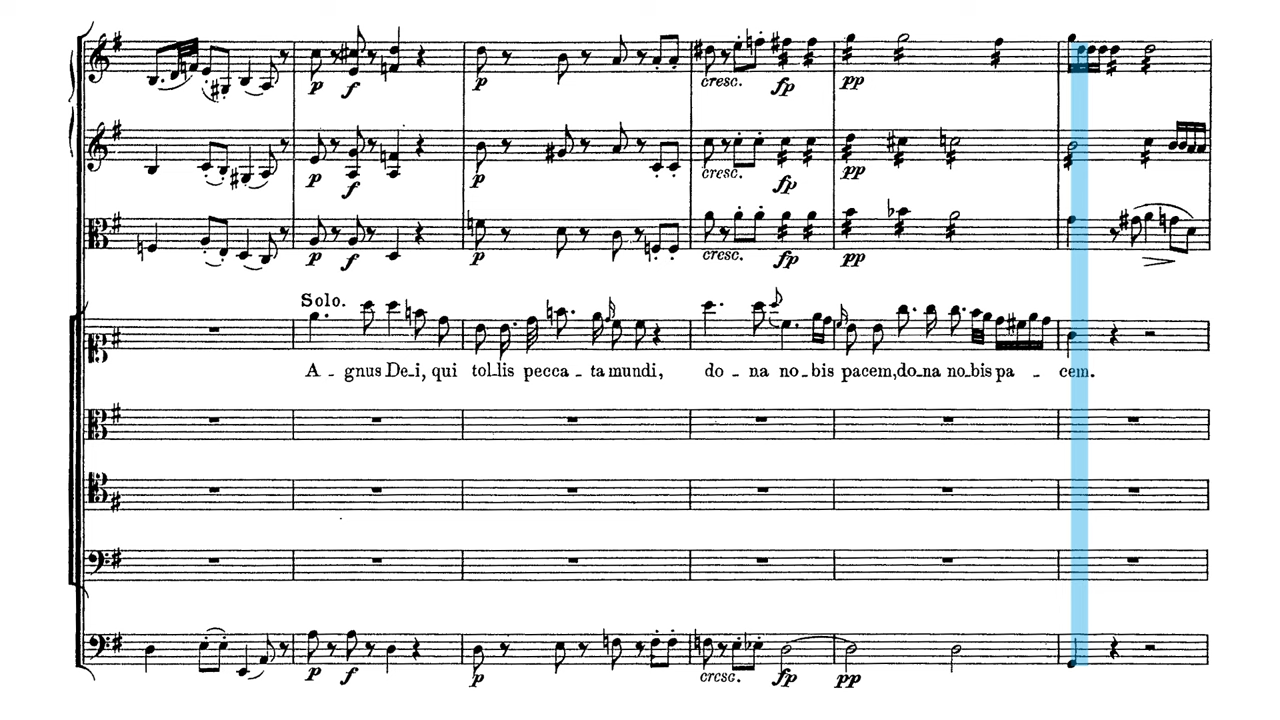 p f p cresc. fp pp
p f p cresc. fp pp
p f p cresc. fp pp
Solo.
A - gnus De-i, qui tol-lis pecca - ta mundi, do - na no-bis pacem, do-na no-bis pa - cem.
p f p cresc. fp pp